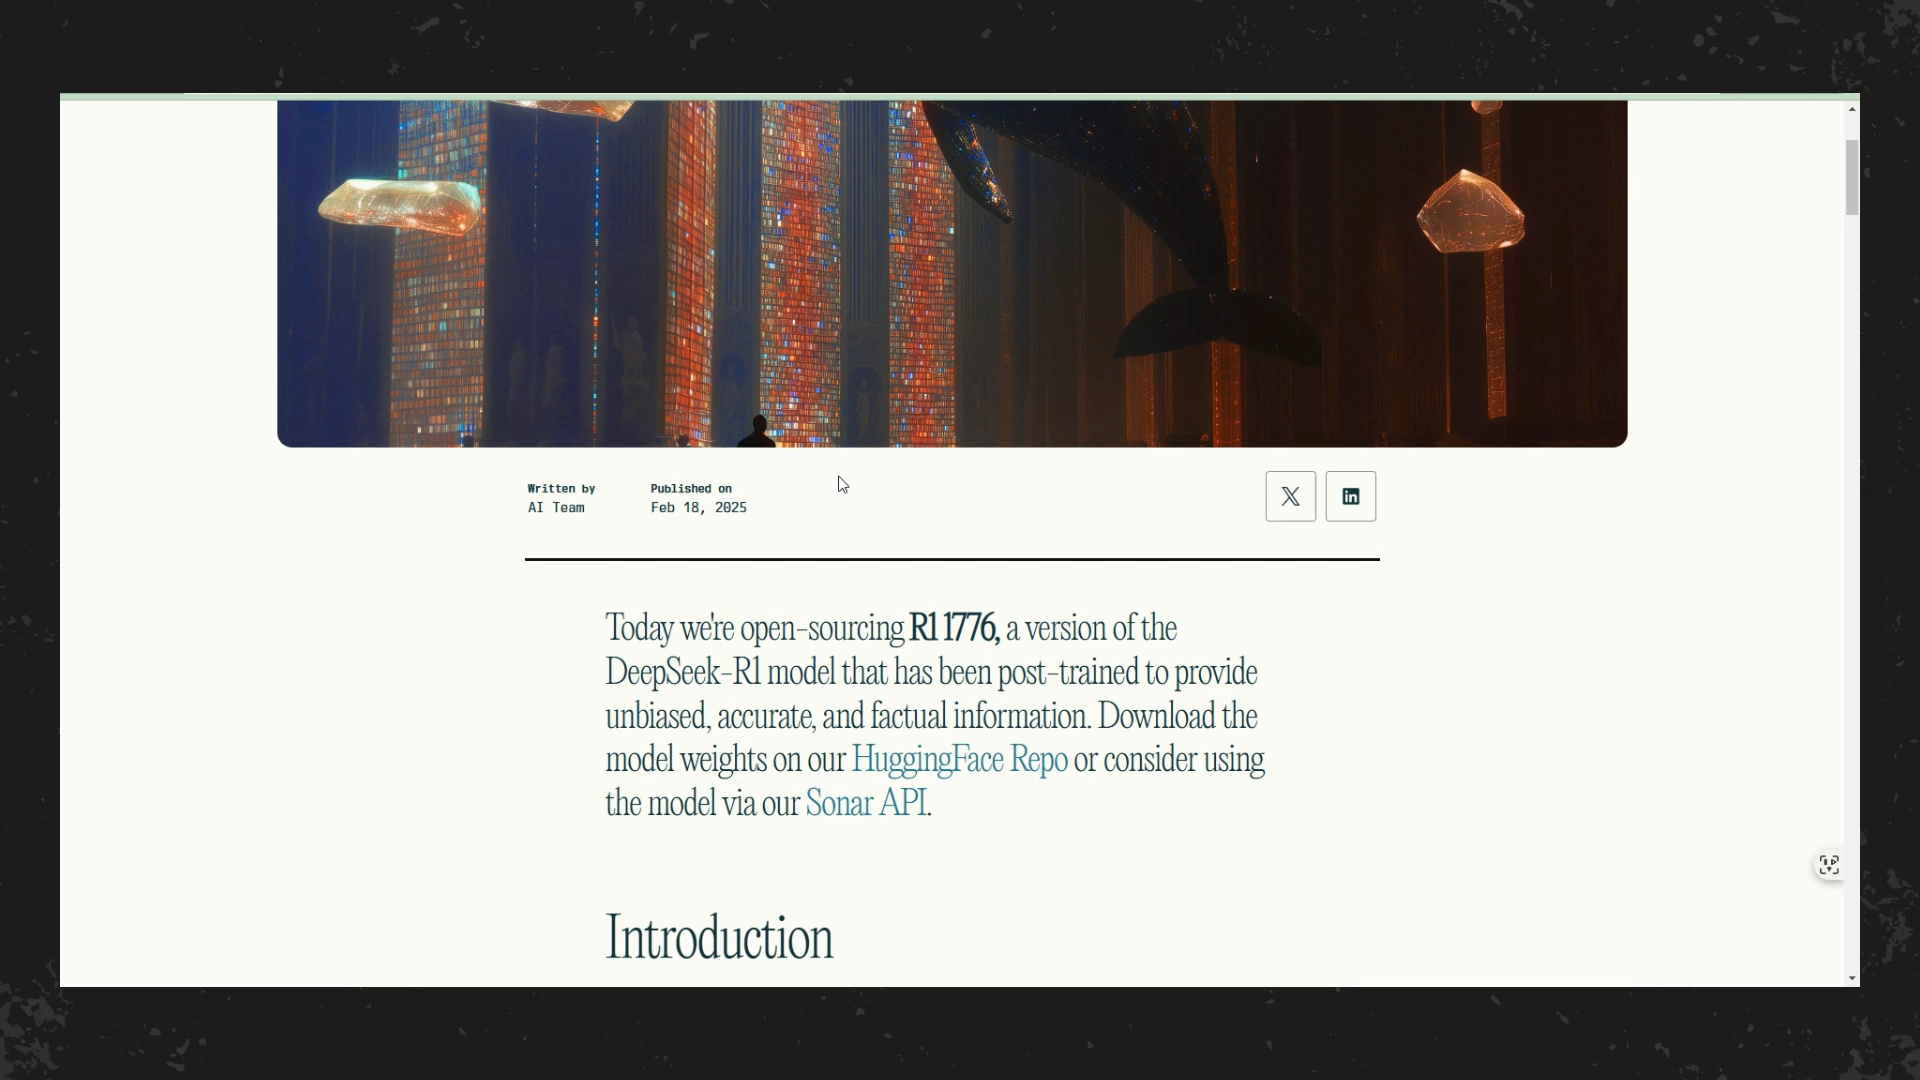 Written by
AI Team
Published on
Feb 18, 2025
Today we're open-sourcing R1 1776, a version of the
DeepSeek-R1 model that has been post-trained to provide
unbiased, accurate, and factual information. Download the
model weights on our HuggingFace Repo or consider using
the model via our Sonar API.
Introduction